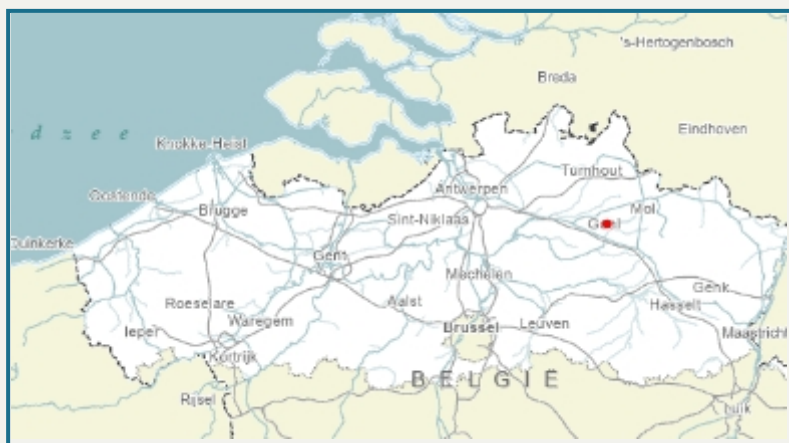 's-Hertogenbosch
Breda
Eindhoven
d z e e
Knokke-Heist
Turnhout
Oostende
Antwerpen
Mol
Brugge
Sint-Niklaas
Duinkerke
Gent
Mechelen
Genk
Roeselare
Aalst
Hasselt
Ieper
Waregem
Brussel
Leuven
Maastricht
Kortrijk
BELGIË
Rijsel
Luik